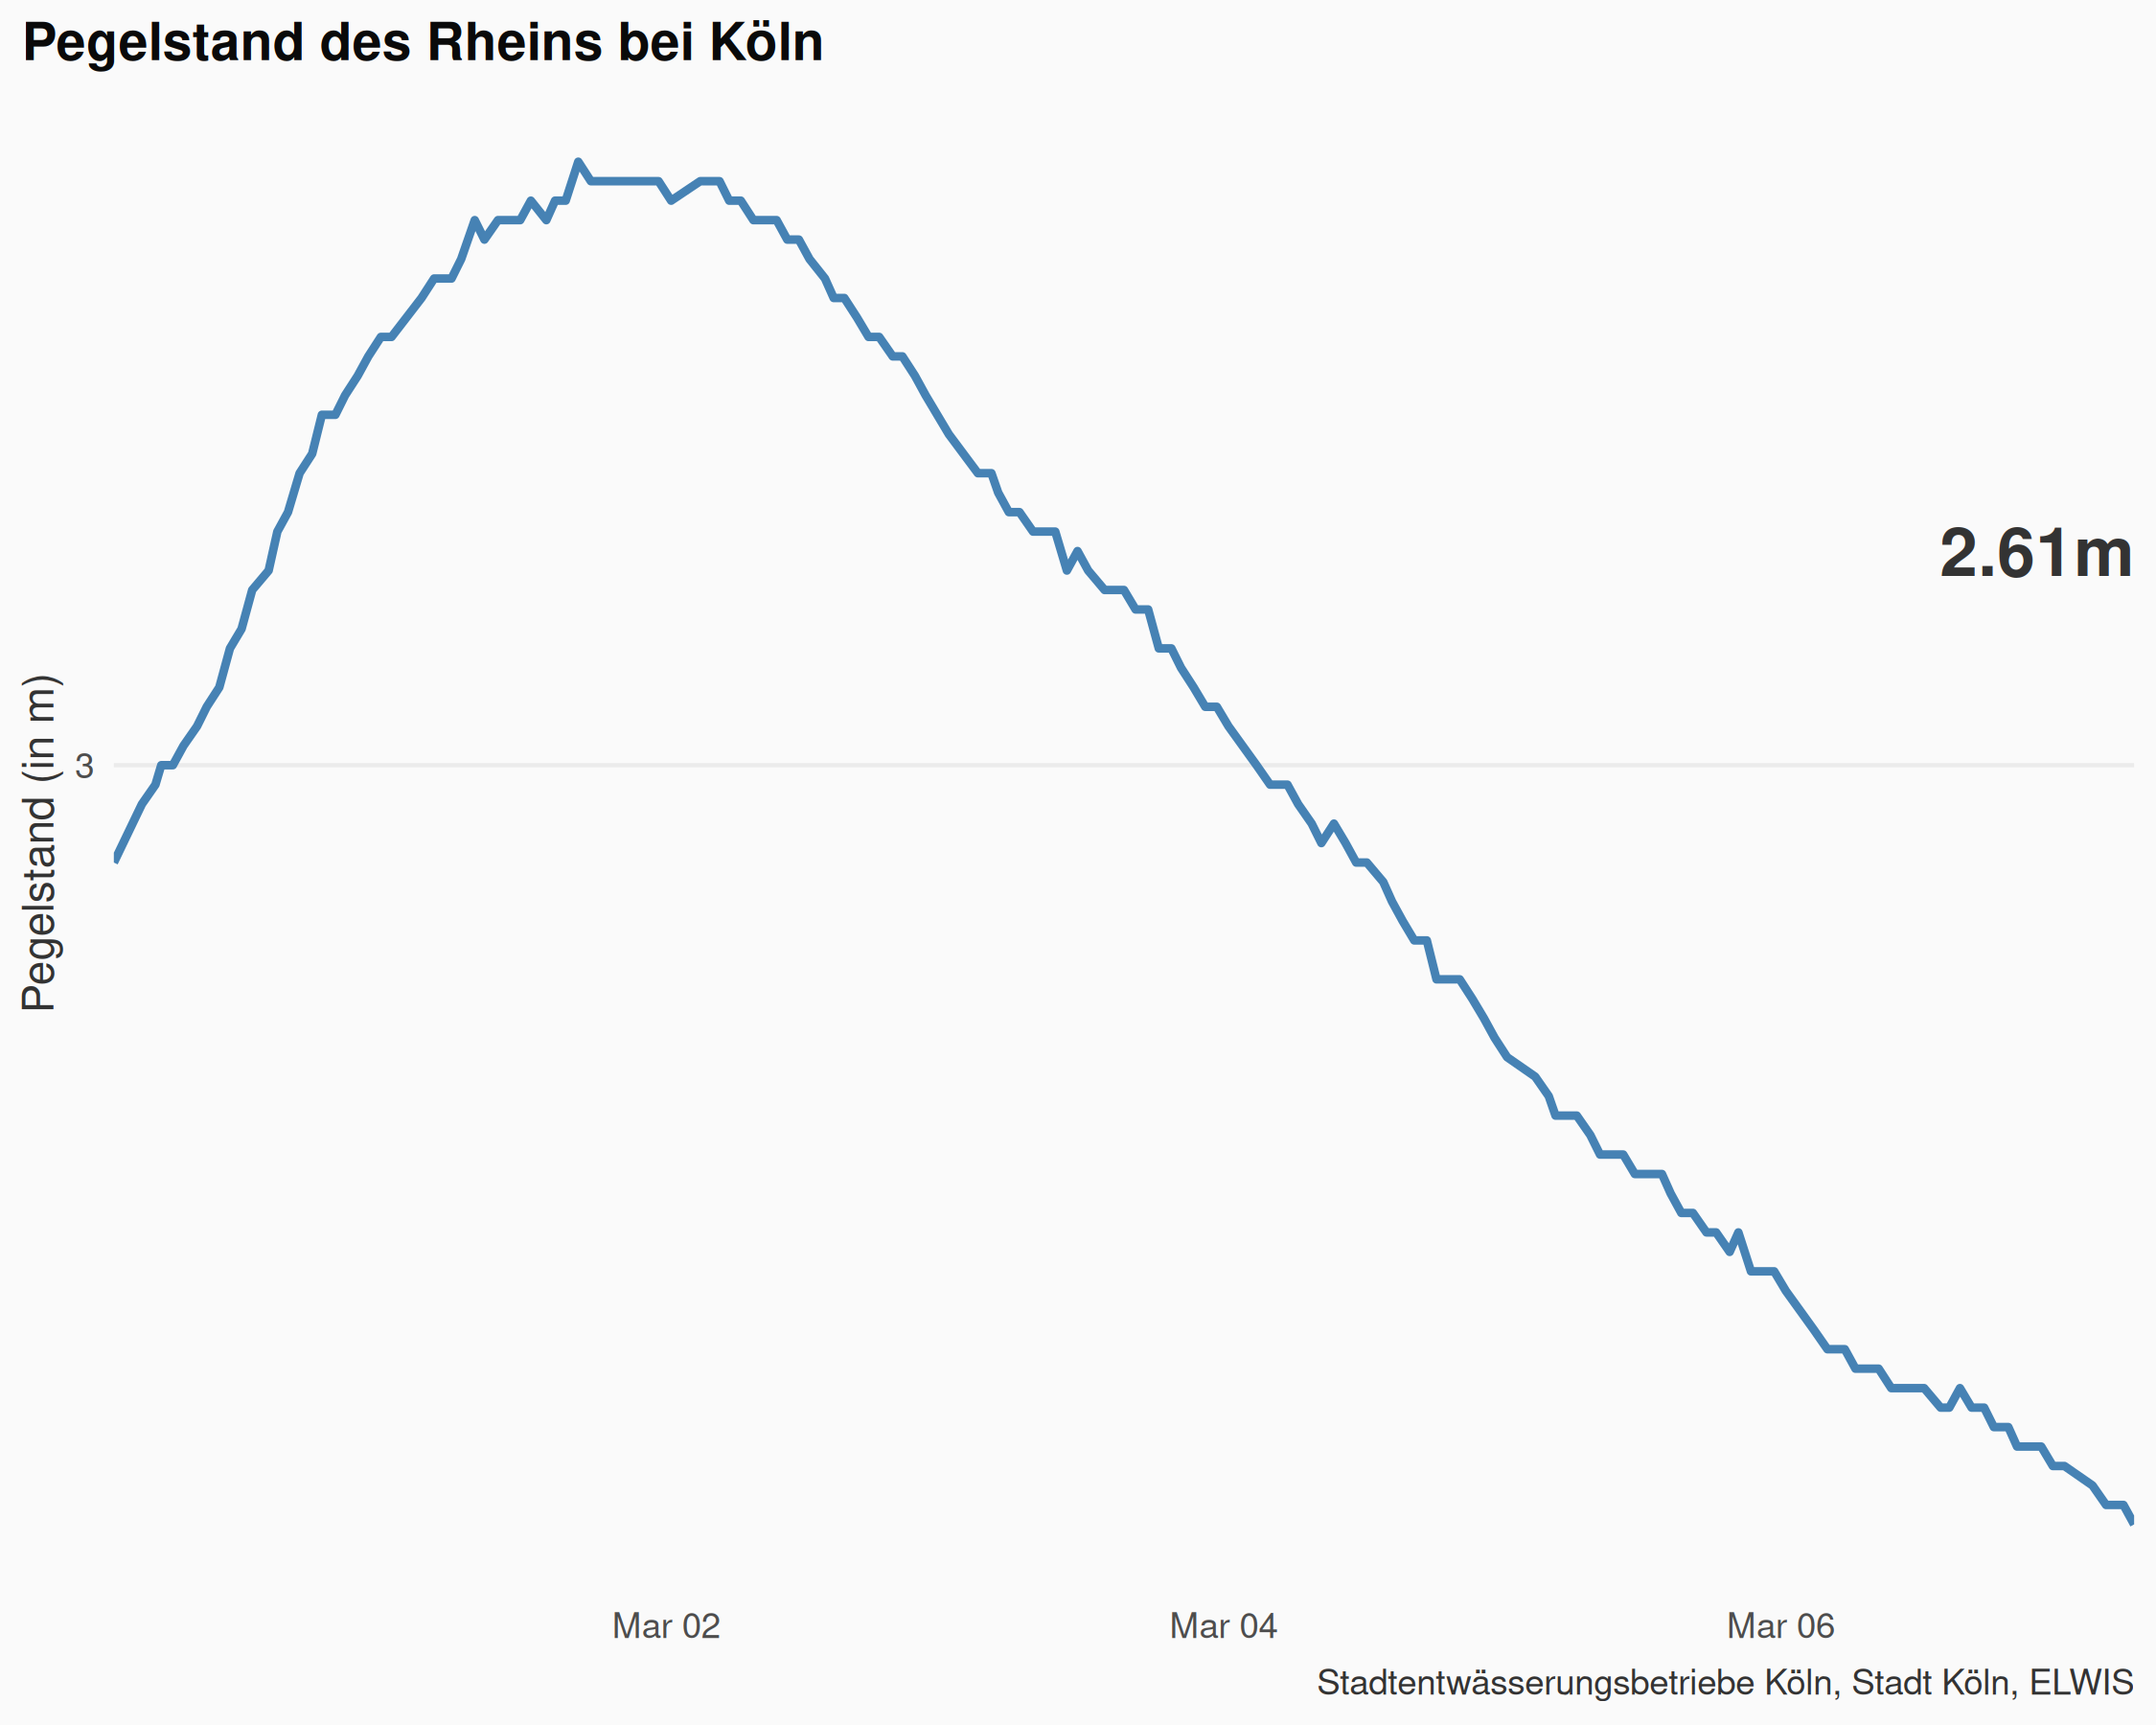 Pegelstand des Rheins bei Köln
2.61m
Pegelstand (in m)
3
Mar 02
Mar 04
Mar 06
Stadtentwässerungsbetriebe Köln, Stadt Köln, ELWIS